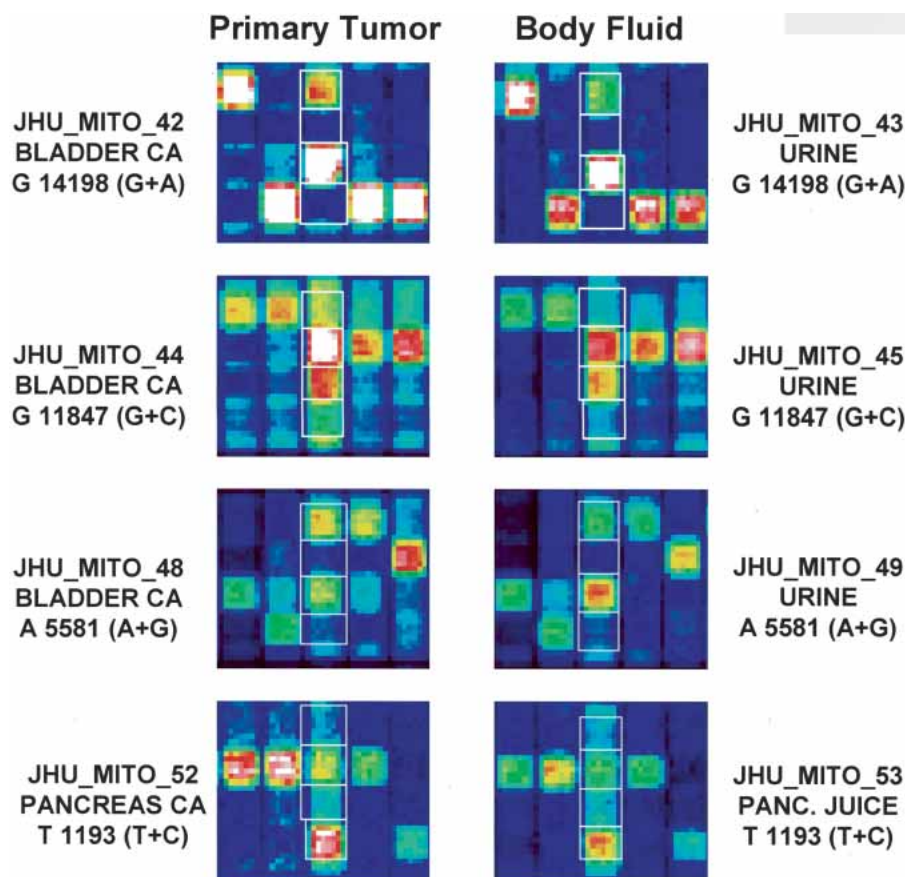 Primary Tumor
Body Fluid
JHU_MITO_42
BLADDER CA
G 14198 (G+A)
JHU_MITO_43
URINE
G 14198 (G+A)
JHU_MITO_44
BLADDER CA
G 11847 (G+C)
JHU_MITO_45
URINE
G 11847 (G+C)
JHU_MITO_48
BLADDER CA
A 5581 (A+G)
JHU_MITO_49
URINE
A 5581 (A+G)
JHU_MITO_52
PANCREAS CA
T 1193 (T+C)
JHU_MITO_53
PANC. JUICE
T 1193 (T+C)